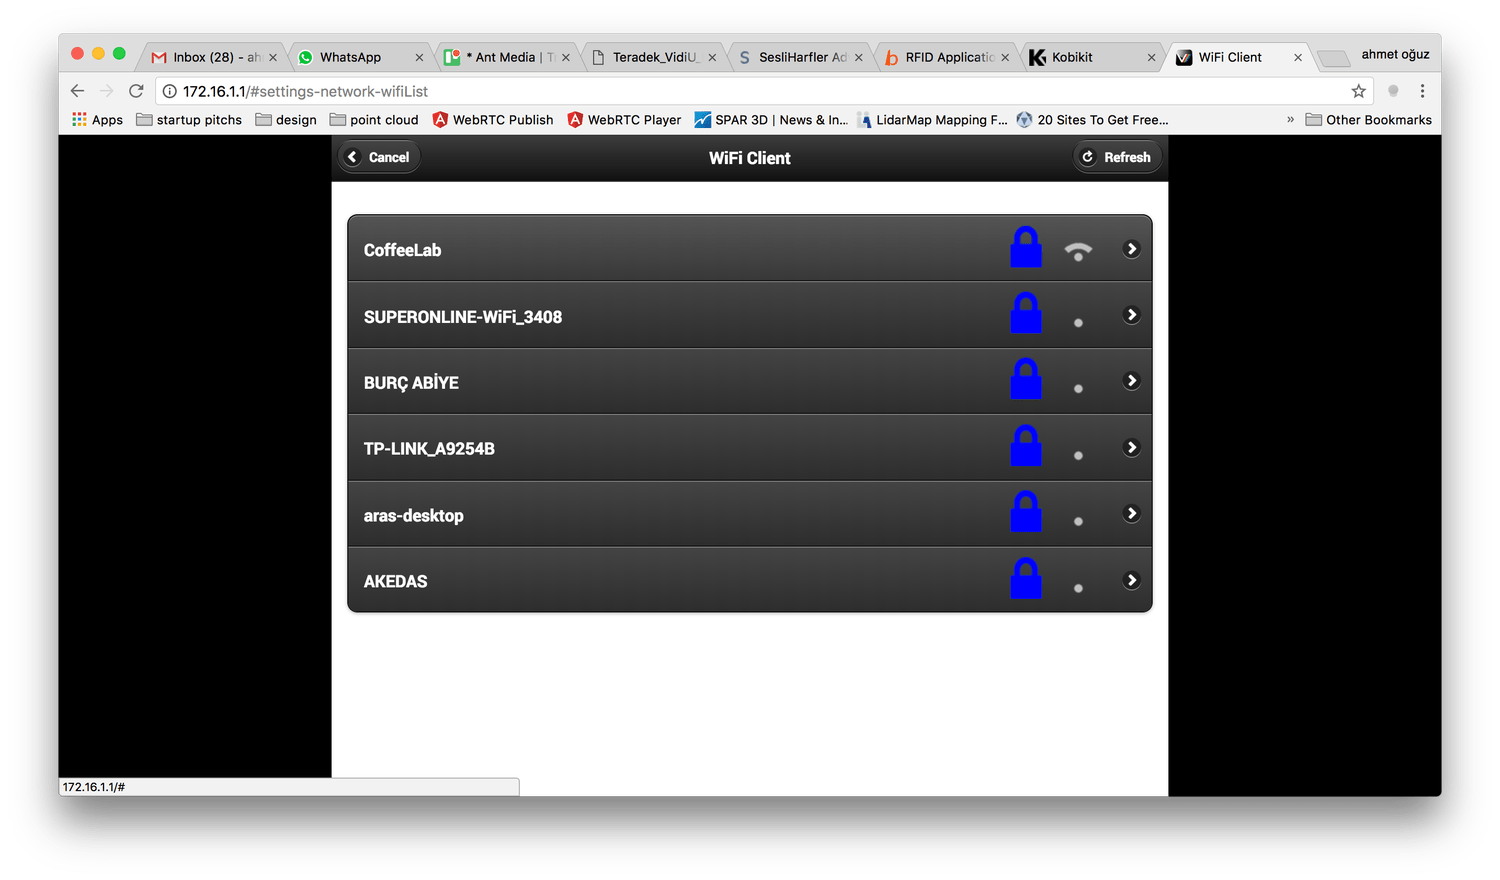 Inbox (28) - ah
WhatsApp
* Ant Media | T
Teradek_VidiU_
SesliHarfler Ad
RFID Applicatio
Kobikit
WiFi Client
ahmet oğuz
172.16.1.1/#settings-network-wifiList
Apps
startup pitchs
design
point cloud
WebRTC Publish
WebRTC Player
SPAR 3D | News & In...
LidarMap Mapping F...
20 Sites To Get Free...
»
Other Bookmarks
Cancel
WiFi Client
Refresh
CoffeeLab
SUPERONLINE-WiFi_3408
BURÇ ABİYE
TP-LINK_A9254B
aras-desktop
AKEDAS
172.16.1.1/#